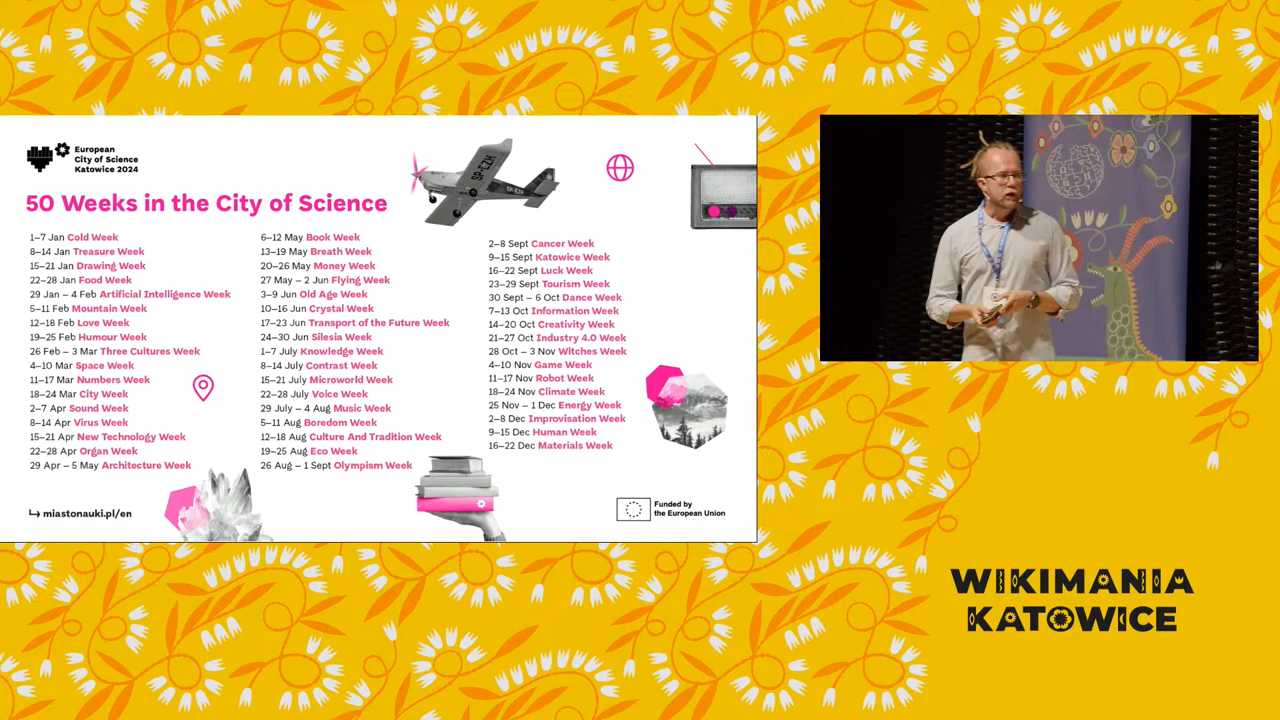 European
City of Science
Katowice 2024
50 Weeks in the City of Science
SP-CZH
SP-CZH
1–7 Jan Cold Week
8–14 Jan Treasure Week
15–21 Jan Drawing Week
22–28 Jan Food Week
29 Jan – 4 Feb Artificial Intelligence Week
5–11 Feb Mountain Week
12–18 Feb Love Week
19–25 Feb Humour Week
26 Feb – 3 Mar Three Cultures Week
4–10 Mar Space Week
11–17 Mar Numbers Week
18–24 Mar City Week
2–7 Apr Sound Week
8–14 Apr Virus Week
15–21 Apr New Technology Week
22–28 Apr Organ Week
29 Apr – 5 May Architecture Week
6–12 May Book Week
13–19 May Breath Week
20–26 May Money Week
27 May – 2 Jun Flying Week
3–9 Jun Old Age Week
10–16 Jun Crystal Week
17–23 Jun Transport of the Future Week
24–30 Jun Silesia Week
1–7 July Knowledge Week
8–14 July Contrast Week
15–21 July Microworld Week
22–28 July Voice Week
29 July – 4 Aug Music Week
5–11 Aug Boredom Week
12–18 Aug Culture And Tradition Week
19–25 Aug Eco Week
26 Aug – 1 Sept Olympism Week
2–8 Sept Cancer Week
9–15 Sept Katowice Week
16–22 Sept Luck Week
23–29 Sept Tourism Week
30 Sept – 6 Oct Dance Week
7–13 Oct Information Week
14–20 Oct Creativity Week
21–27 Oct Industry 4.0 Week
28 Oct – 3 Nov Witches Week
4–10 Nov Game Week
11–17 Nov Robot Week
18–24 Nov Climate Week
25 Nov – 1 Dec Energy Week
2–8 Dec Improvisation Week
9–15 Dec Human Week
16–22 Dec Materials Week
miastonauki.pl/en
Funded by
the European Union
WIKIMANIA
KATOWICE